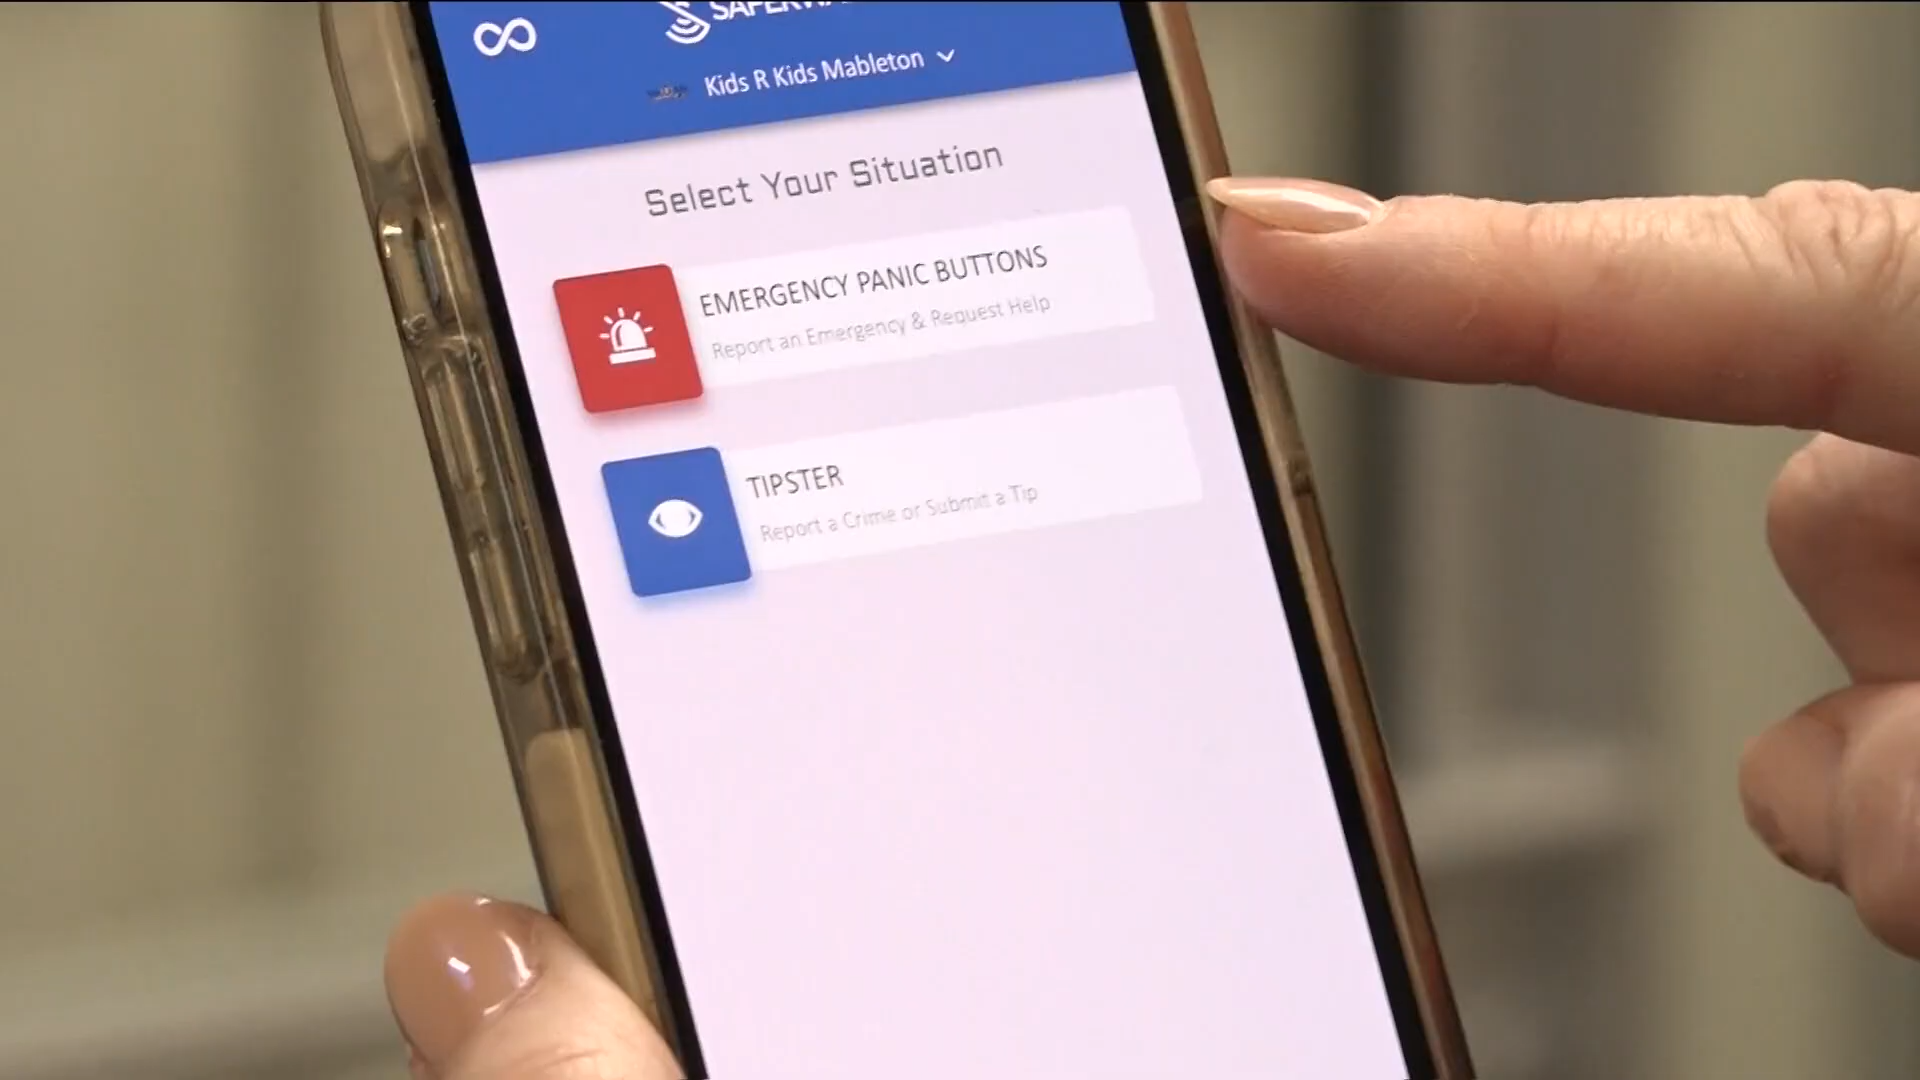 Kids R Kids Mableton
Select Your Situation
EMERGENCY PANIC BUTTONS
Report an Emergency & Request Help
TIPSTER
Report a Crime or Submit a Tip